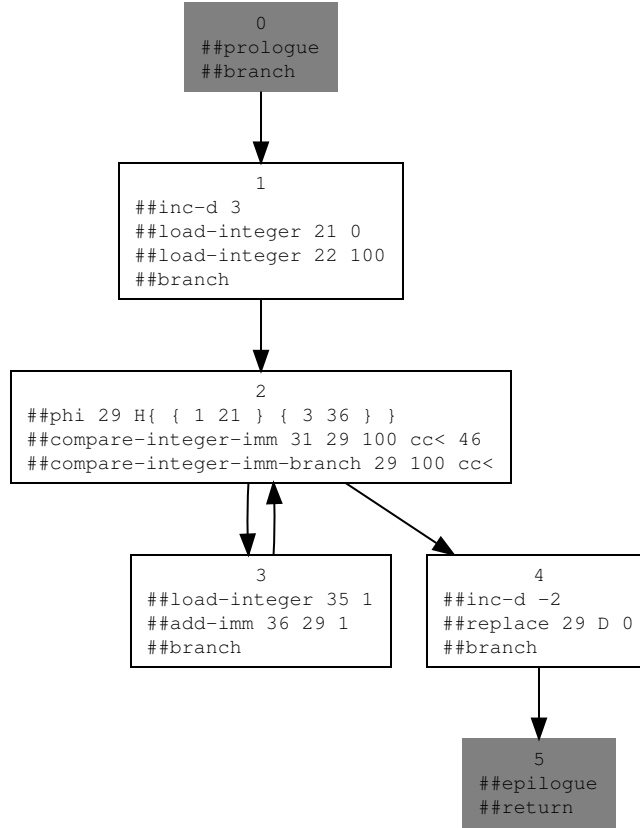 0
##prologue
##branch
1
##inc-d 3
##load-integer 21 0
##load-integer 22 100
##branch
2
##phi 29 H{ { 1 21 } { 3 36 } }
##compare-integer-imm 31 29 100 cc< 46
##compare-integer-imm-branch 29 100 cc<
3
##load-integer 35 1
##add-imm 36 29 1
##branch
4
##inc-d -2
##replace 29 D 0
##branch
5
##epilogue
##return